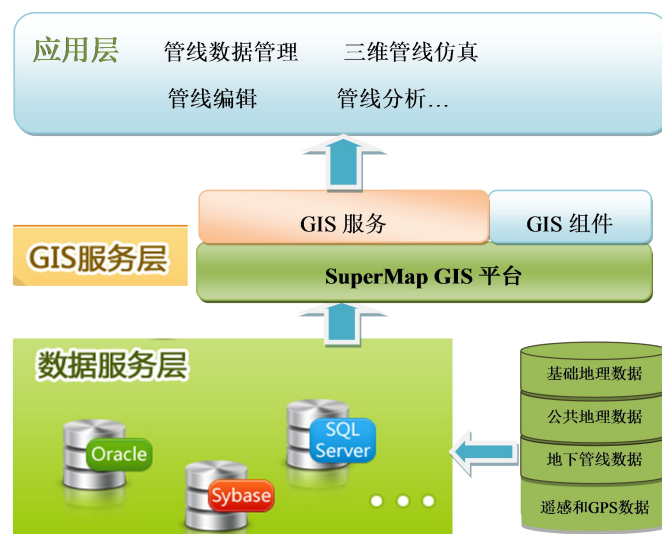 应用层 管线数据管理 三维管线仿真
管线编辑 管线分析...
GIS 服务 GIS 组件
GIS服务层
SuperMap GIS 平台
数据服务层
Oracle
SQL
Server
Sybase
基础地理数据
公共地理数据
地下管线数据
遥感和GPS数据